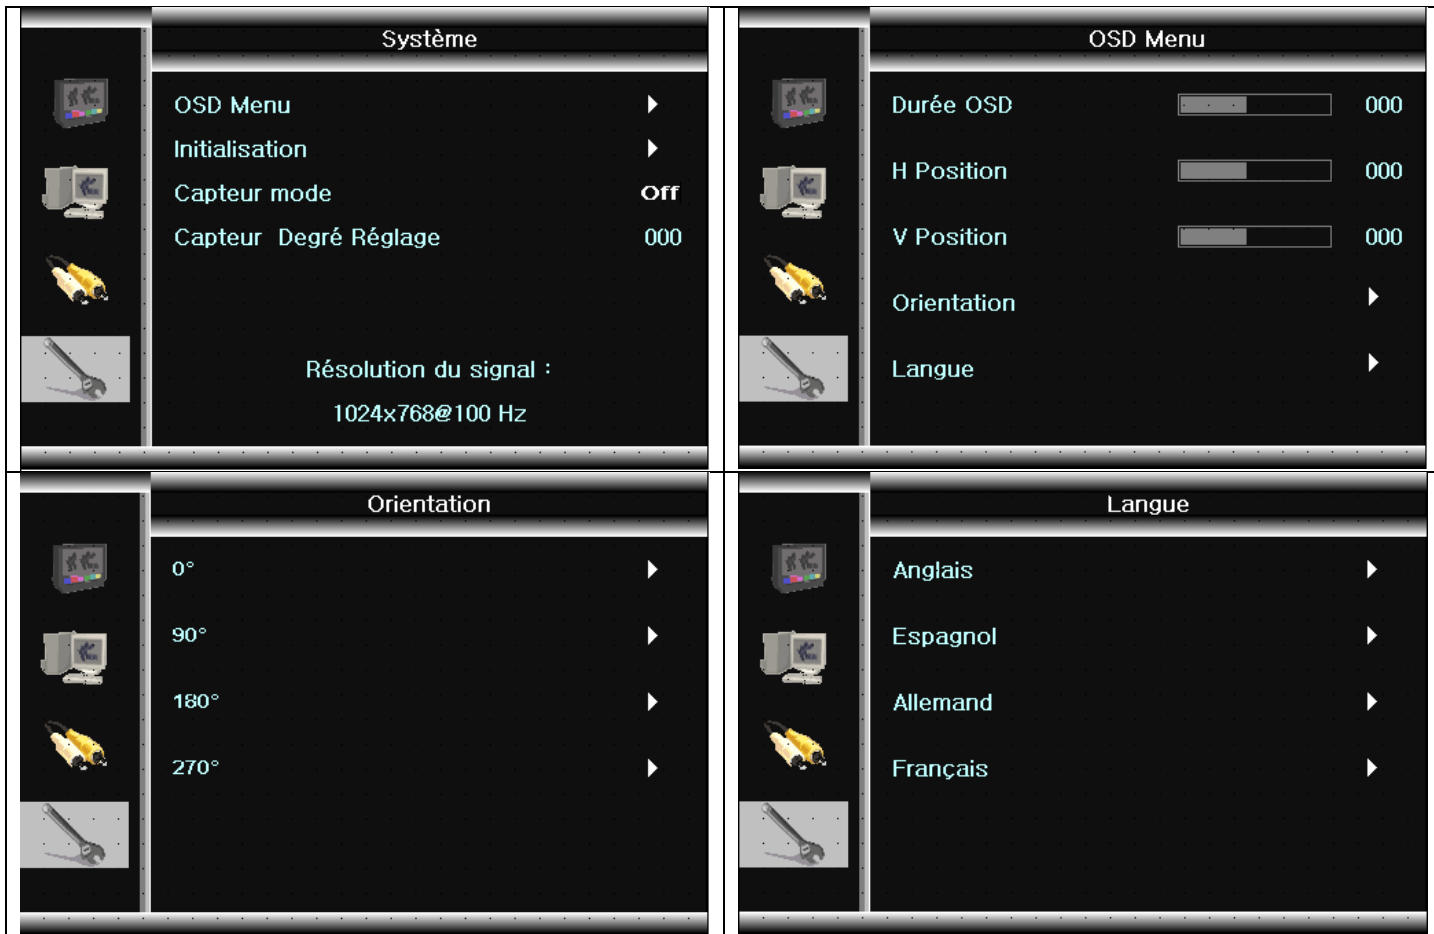 Système
OSD Menu
Initialisation
Capteur mode Off
Capteur Degré Réglage 000
Résolution du signal :
1024x768@100 Hz
OSD Menu
Durée OSD 000
H Position 000
V Position 000
Orientation
Langue
Orientation
0°
90°
180°
270°
Langue
Anglais
Espagnol
Allemand
Français